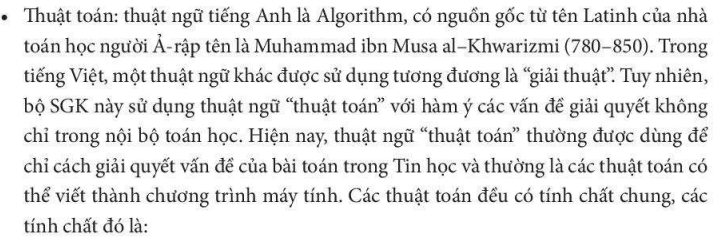 • Thuật toán: thuật ngữ tiếng Anh là Algorithm, có nguồn gốc từ tên Latinh của nhà
toán học người Ả-rập tên là Muhammad ibn Musa al–Khwarizmi (780–850). Trong
tiếng Việt, một thuật ngữ khác được sử dụng tương đương là “giải thuật”. Tuy nhiên,
bộ SGK này sử dụng thuật ngữ “thuật toán” với hàm ý các vấn đề giải quyết không
chỉ trong nội bộ toán học. Hiện nay, thuật ngữ “thuật toán” thường được dùng để
chỉ cách giải quyết vấn đề của bài toán trong Tin học và thường là các thuật toán có
thể viết thành chương trình máy tính. Các thuật toán đều có tính chất chung, các
tính chất đó là: